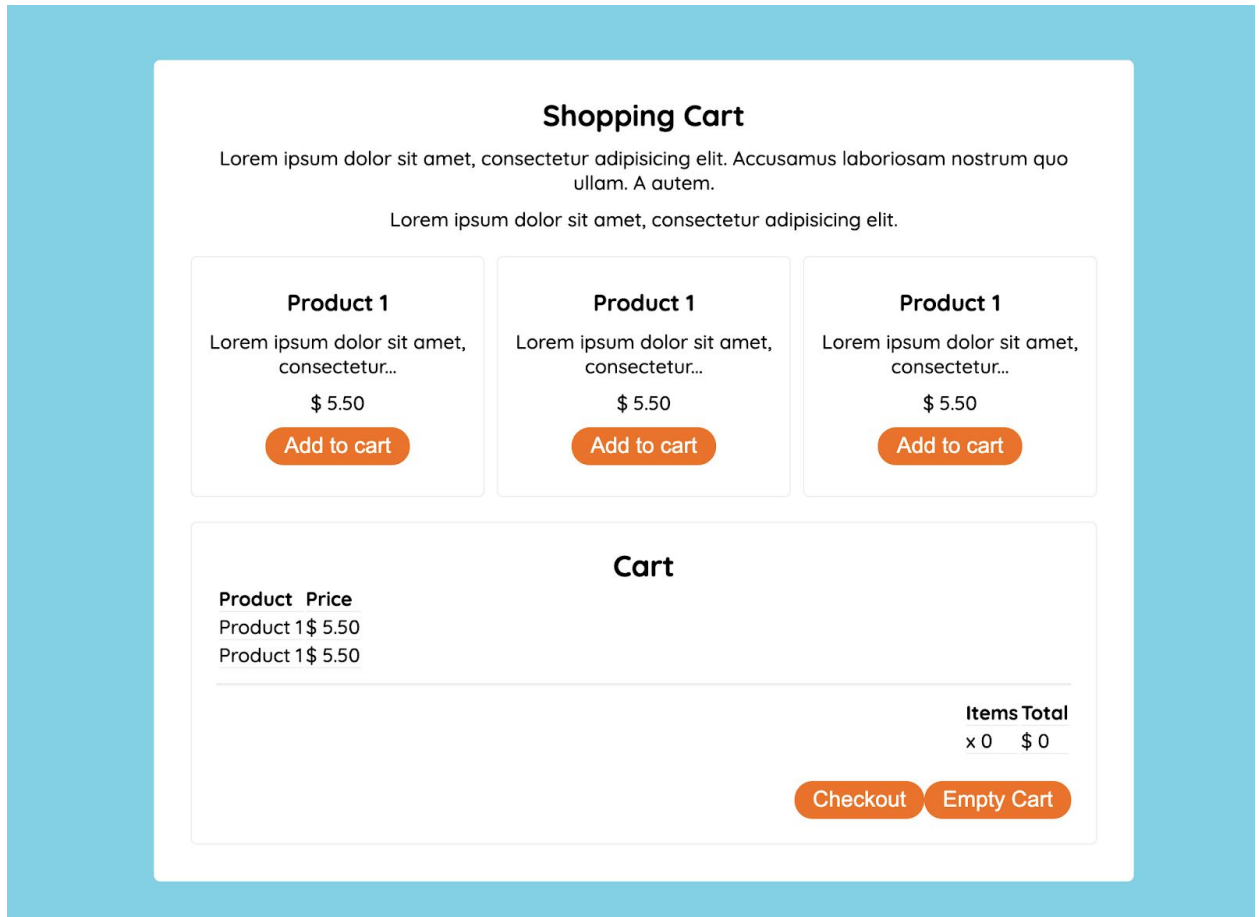 Shopping Cart
Lorem ipsum dolor sit amet, consectetur adipisicing elit. Accusamus laboriosam nostrum quo
ullam. A autem.
Lorem ipsum dolor sit amet, consectetur adipisicing elit.
Product 1
Lorem ipsum dolor sit amet,
consectetur...
$ 5.50
Add to cart
Product 1
Lorem ipsum dolor sit amet,
consectetur...
$ 5.50
Add to cart
Product 1
Lorem ipsum dolor sit amet,
consectetur...
$ 5.50
Add to cart
Cart
Product Price
Product 1 $ 5.50
Product 1 $ 5.50
Items Total
x 0 $ 0
Checkout Empty Cart